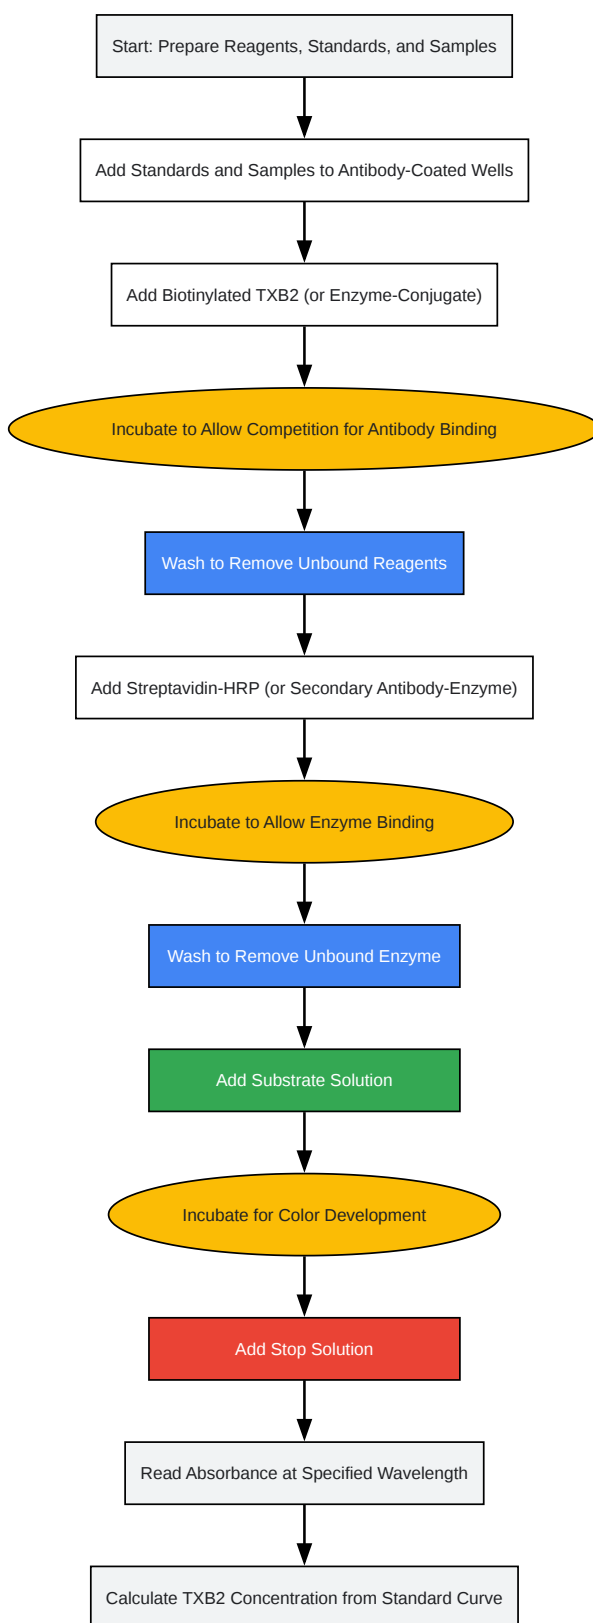 Start: Prepare Reagents, Standards, and Samples
Add Standards and Samples to Antibody-Coated Wells
Add Biotinylated TXB2 (or Enzyme-Conjugate)
Incubate to Allow Competition for Antibody Binding
Wash to Remove Unbound Reagents
Add Streptavidin-HRP (or Secondary Antibody-Enzyme)
Incubate to Allow Enzyme Binding
Wash to Remove Unbound Enzyme
Add Substrate Solution
Incubate for Color Development
Add Stop Solution
Read Absorbance at Specified Wavelength
Calculate TXB2 Concentration from Standard Curve